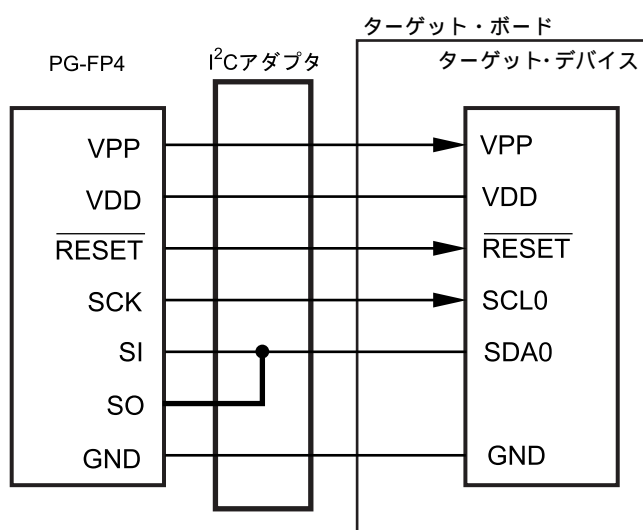 ターゲット・ボード
PG-FP4
I²Cアダプタ
ターゲット・デバイス
VPP
VPP
VDD
VDD
RESET
RESET
SCK
SCL0
SI
SDA0
SO
GND
GND